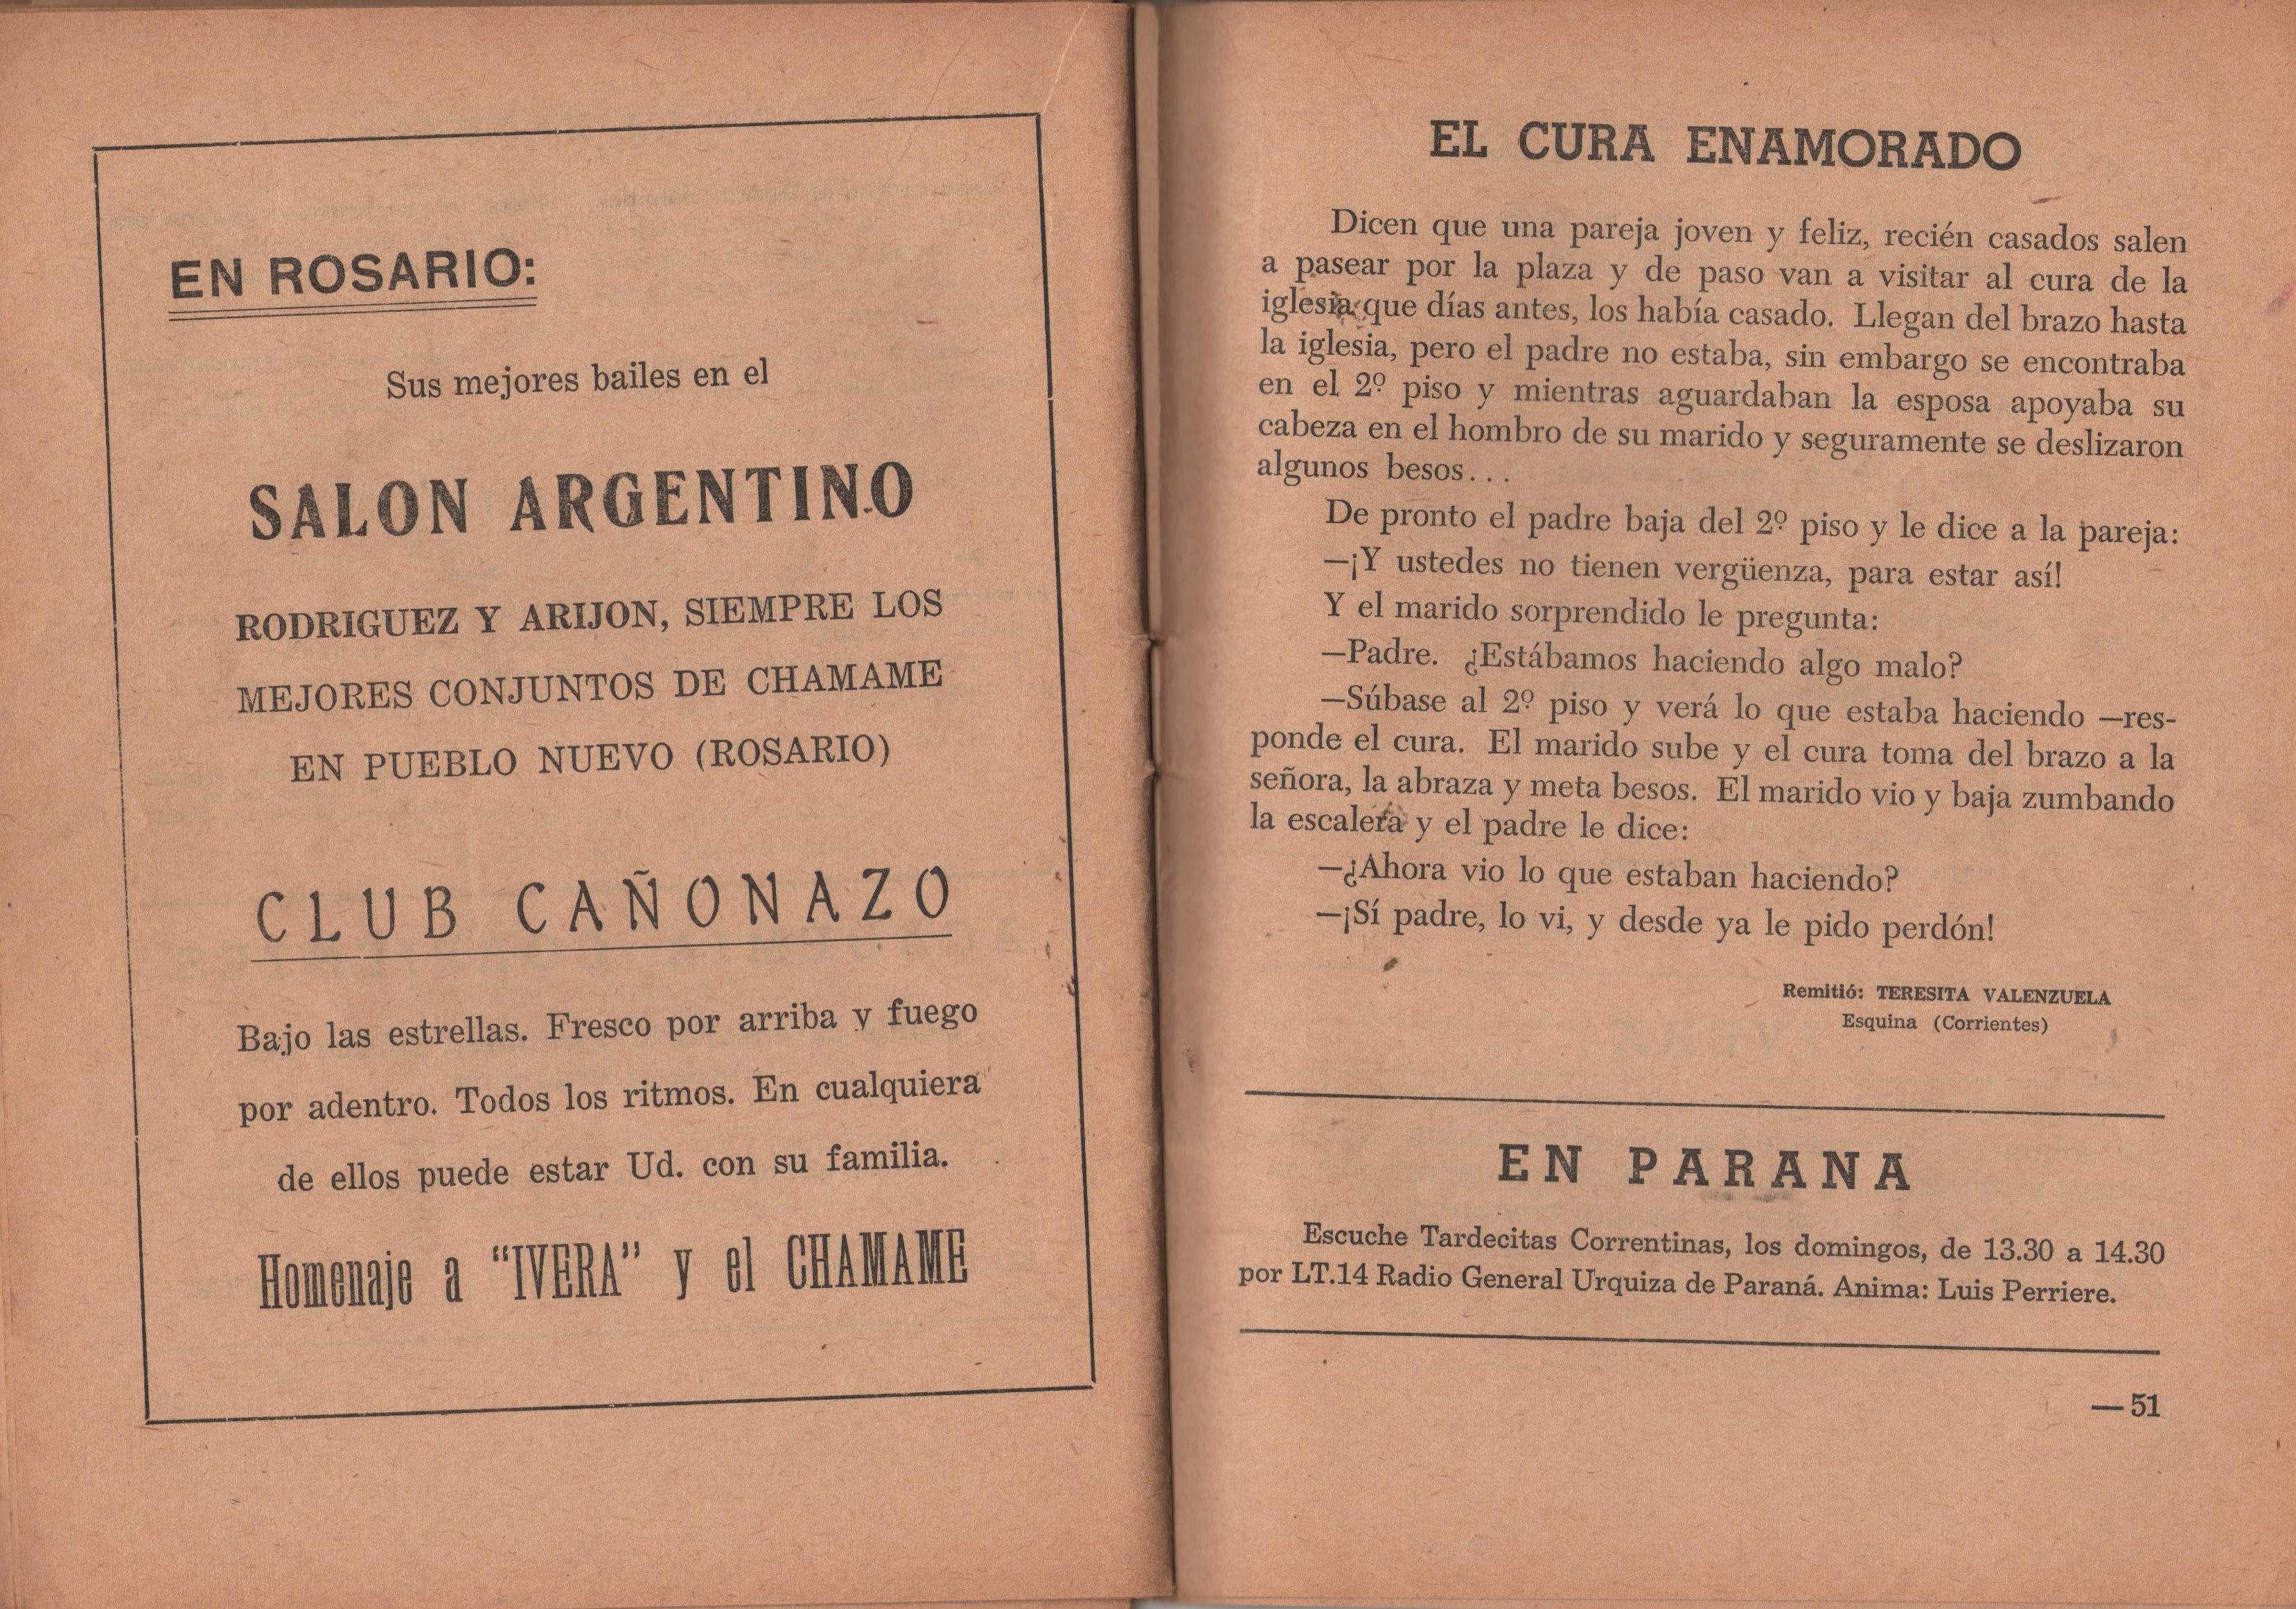 EN ROSARIO:
Sus mejores bailes en el
SALON ARGENTINO
RODRIGUEZ Y ARIJON, SIEMPRE LOS
MEJORES CONJUNTOS DE CHAMAME
EN PUEBLO NUEVO (ROSARIO)
CLUB CAÑONAZO
Bajo las estrellas. Fresco por arriba y fuego
por adentro. Todos los ritmos. En cualquiera
de ellos puede estar Ud. con su familia.
Homenaje a "IVERA" y el CHAMAME
EL CURA ENAMORADO
Dicen que una pareja joven y feliz, recién casados salen
a pasear por la plaza y de paso van a visitar al cura de la
iglesia que días antes, los había casado. Llegan del brazo hasta
la iglesia, pero el padre no estaba, sin embargo se encontraba
en el 2º piso y mientras aguardaban la esposa apoyaba su
cabeza en el hombro de su marido y seguramente se deslizaron
algunos besos...
De pronto el padre baja del 2º piso y le dice a la pareja:
—¡Y ustedes no tienen vergüenza, para estar así!
Y el marido sorprendido le pregunta:
—Padre. ¿Estábamos haciendo algo malo?
—Súbase al 2º piso y verá lo que estaba haciendo —res-
ponde el cura. El marido sube y el cura toma del brazo a la
señora, la abraza y meta besos. El marido vio y baja zumbando
la escalera y el padre le dice:
—¿Ahora vio lo que estaban haciendo?
—¡Sí padre, lo vi, y desde ya le pido perdón!
Remitió: TERESITA VALENZUELA
Esquina (Corrientes)
EN PARANA
Escuche Tardecitas Correntinas, los domingos, de 13.30 a 14.30
por LT.14 Radio General Urquiza de Paraná. Anima: Luis Perriere.
— 51